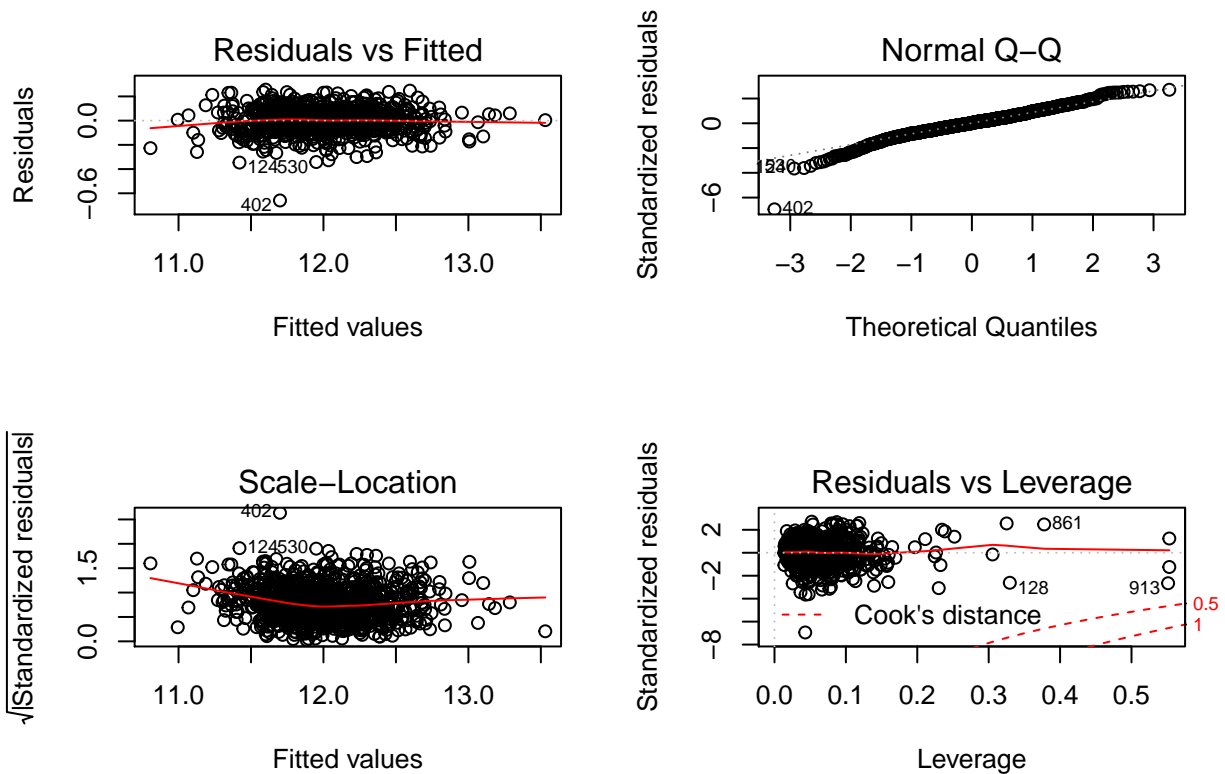 Residuals vs Fitted
Residuals
0.0
−0.6
124
530
402
11.0 12.0 13.0
Fitted values
Normal Q−Q
Standardized residuals
0
−6
402
−3 −2 −1 0 1 2 3
Theoretical Quantiles
Scale−Location
√|Standardized residuals|
1.5
0.0
402
124
530
11.0 12.0 13.0
Fitted values
Residuals vs Leverage
Standardized residuals
2
−2
−8
861
128
913
Cook's distance
0.5
1
0.0 0.1 0.2 0.3 0.4 0.5
Leverage